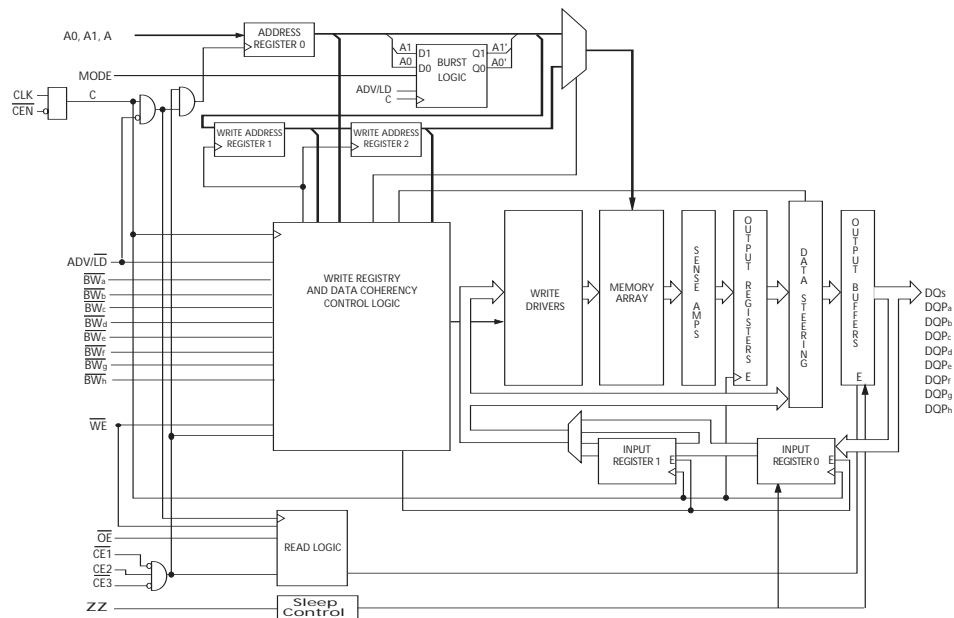 A0, A1, A
ADDRESS
REGISTER 0
A1
A0
D1
D0
BURST
LOGIC
Q1
Q0
A1'
A0'
MODE
ADV/LD
C
CLK
CEN
C
WRITE ADDRESS
REGISTER 1
WRITE ADDRESS
REGISTER 2
ADV/LD
BWa
BWb
BWc
BWd
BWe
BWf
BWg
BWh
WE
WRITE REGISTRY
AND DATA COHERENCY
CONTROL LOGIC
WRITE
DRIVERS
MEMORY
ARRAY
SENSE AMPS
OUTPUT REGISTERS
E
DATA STEERING
OUTPUT BUFFERS
E
DQs
DQPa
DQPb
DQPc
DQPd
DQPe
DQPf
DQPg
DQPh
INPUT
REGISTER 1
E
INPUT
REGISTER 0
E
OE
CE1
CE2
CE3
READ LOGIC
ZZ
Sleep
Control